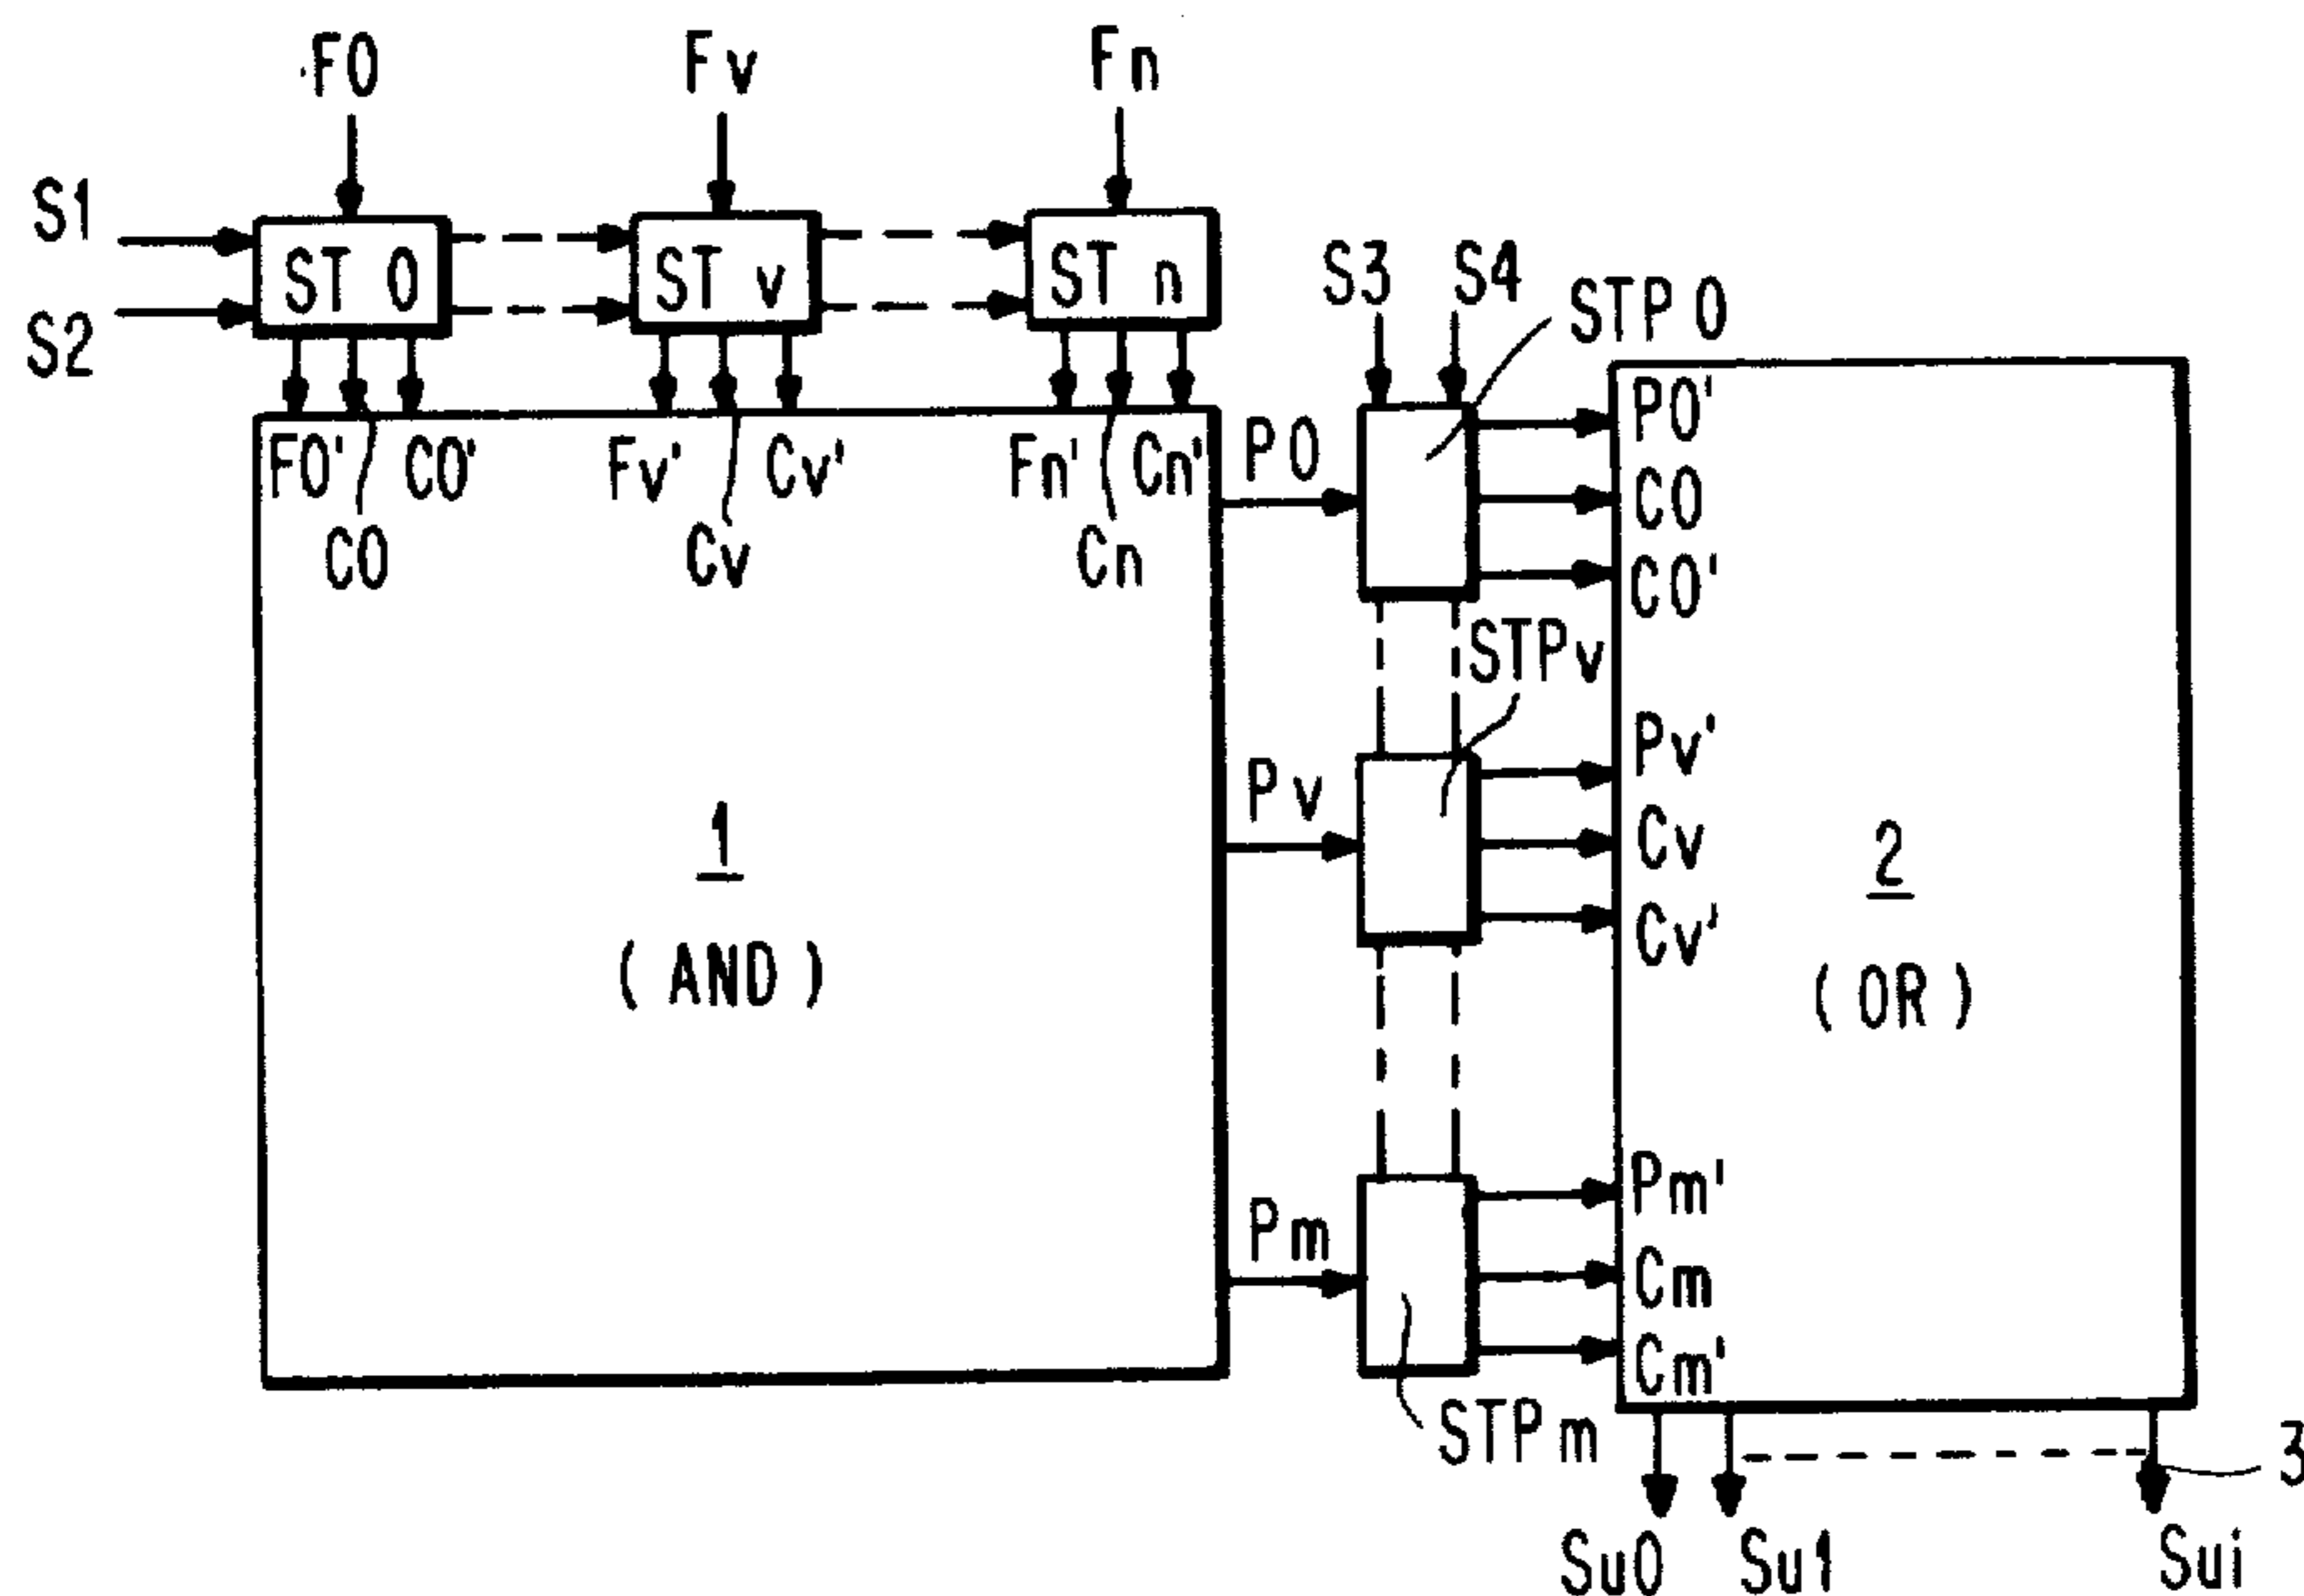 F0 Fv Fn
S1
S2
ST 0 ST v ST n
S3 S4 STP 0
F0' C0' Fv' Cv' Fn' Cn'
C0 Cv Cn
P0
P0'
C0
C0'
STPv
Pv
Pv'
Cv
Cv'
1
(AND)
2
(OR)
Pm
Pm'
Cm
Cm'
STPm
3
Su0 Su1 Sui